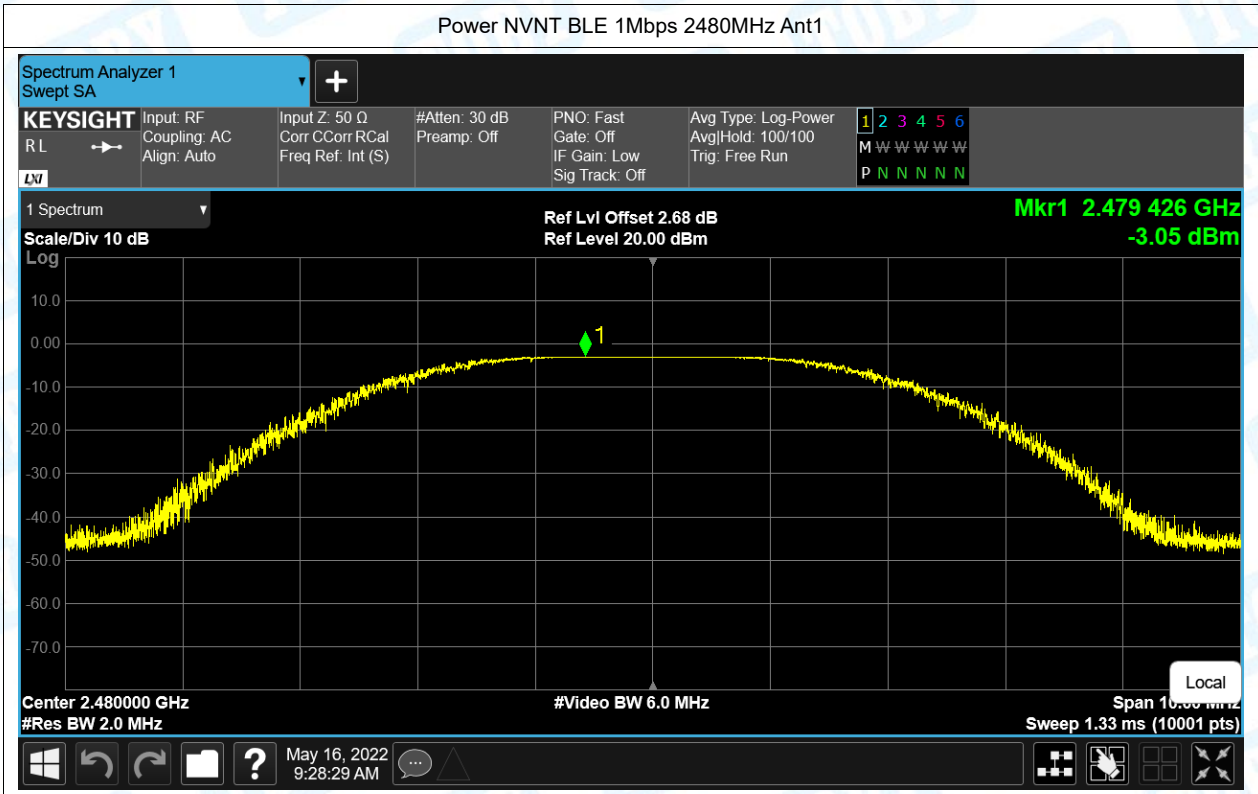 Power NVNT BLE 1Mbps 2480MHz Ant1
Spectrum Analyzer 1
Swept SA
KEYSIGHT
R L
LXI
Input: RF
Coupling: AC
Align: Auto
Input Z: 50 Ω
Corr CCorr RCal
Freq Ref: Int (S)
#Atten: 30 dB
Preamp: Off
PNO: Fast
Gate: Off
IF Gain: Low
Sig Track: Off
Avg Type: Log-Power
Avg|Hold: 100/100
Trig: Free Run
1 2 3 4 5 6
M W W W W W
P N N N N N
1 Spectrum
Scale/Div 10 dB
Ref Lvl Offset 2.68 dB
Ref Level 20.00 dBm
Mkr1 2.479 426 GHz
-3.05 dBm
Log
10.0
0.00
-10.0
-20.0
-30.0
-40.0
-50.0
-60.0
-70.0
1
Local
Center 2.480000 GHz
#Video BW 6.0 MHz
Span 10.00 MHz
#Res BW 2.0 MHz
Sweep 1.33 ms (10001 pts)
?
May 16, 2022
9:28:29 AM